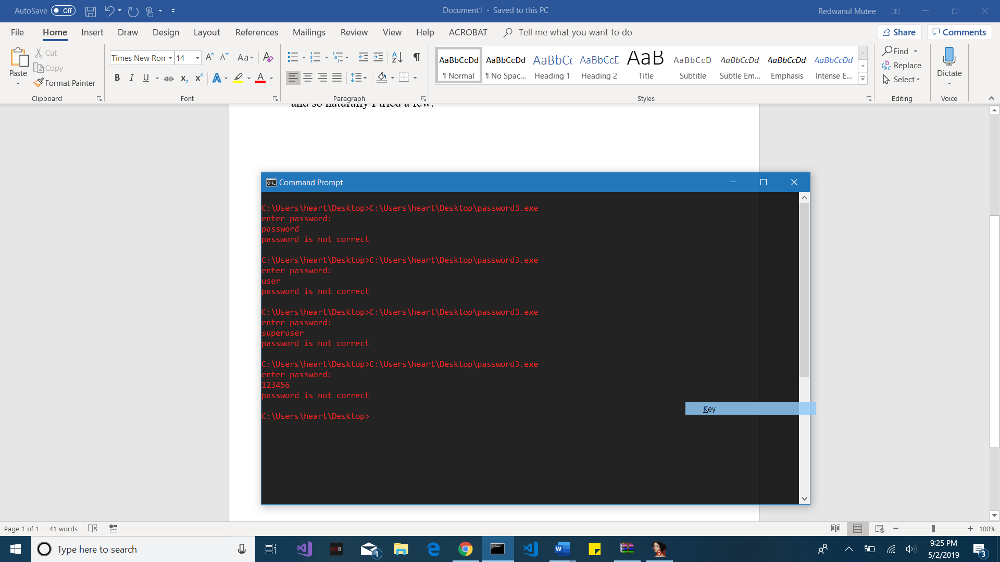 AutoSave Off
Document1 - Saved to this PC
Redwanul Mutee
File Home Insert Draw Design Layout References Mailings Review View Help ACROBAT Tell me what you want to do
Share Comments
Paste
Cut
Copy
Format Painter
Clipboard
Times New Rom 14
Aa
B I U ab x2 x2 A A
Font
Paragraph
AaBbCcDd AaBbCcDd AaBbCc AaBbCcD AaB AaBbCcD AaBbCcDd AaBbCcDd AaBbCcDd
¶ Normal ¶ No Spac... Heading 1 Heading 2 Title Subtitle Subtle Em... Emphasis Intense E...
Styles
Find
Replace
Select
Editing
Dictate
Voice
and so naturally I tried a few:
Command Prompt
C:\Users\heart\Desktop>C:\Users\heart\Desktop\password3.exe
enter password:
password
password is not correct
C:\Users\heart\Desktop>C:\Users\heart\Desktop\password3.exe
enter password:
user
password is not correct
C:\Users\heart\Desktop>C:\Users\heart\Desktop\password3.exe
enter password:
superuser
password is not correct
C:\Users\heart\Desktop>C:\Users\heart\Desktop\password3.exe
enter password:
123456
password is not correct
C:\Users\heart\Desktop>
Key
Page 1 of 1 41 words
100%
Type here to search
1
9:25 PM
5/2/2019
3